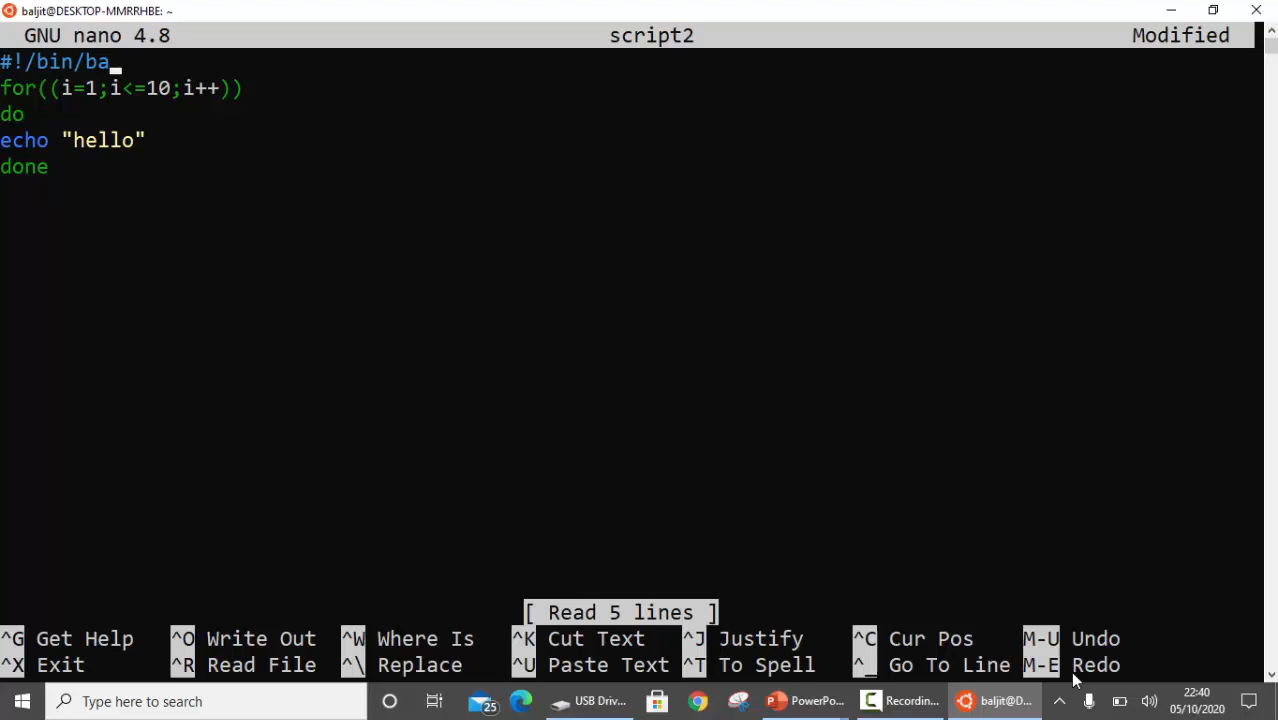 baljit@DESKTOP-MMRRHBE: ~
GNU nano 4.8 script2 Modified
#!/bin/ba
for((i=1;i<=10;i++))
do
echo "hello"
done
[ Read 5 lines ]
^G Get Help ^O Write Out ^W Where Is ^K Cut Text ^J Justify ^C Cur Pos M-U Undo
^X Exit ^R Read File ^\ Replace ^U Paste Text ^T To Spell ^_ Go To Line M-E Redo
Type here to search 25 USB Driv... PowerPo... Recording... baljit@D... 22:40
05/10/2020